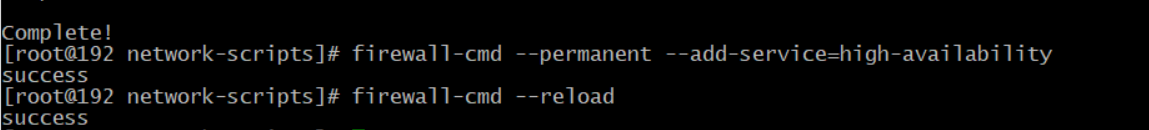 Complete!
[root@192 network-scripts]# firewall-cmd --permanent --add-service=high-availability
success
[root@192 network-scripts]# firewall-cmd --reload
success